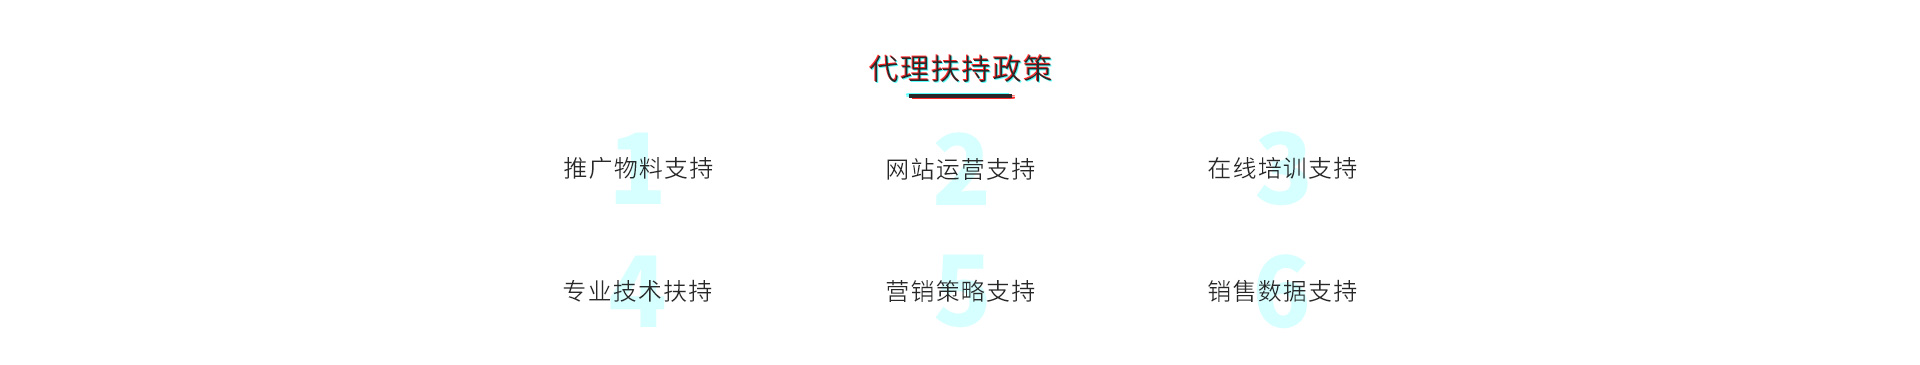 代理扶持政策
1 推广物料支持
2 网站运营支持
3 在线培训支持
4 专业技术扶持
5 营销策略支持
6 销售数据支持